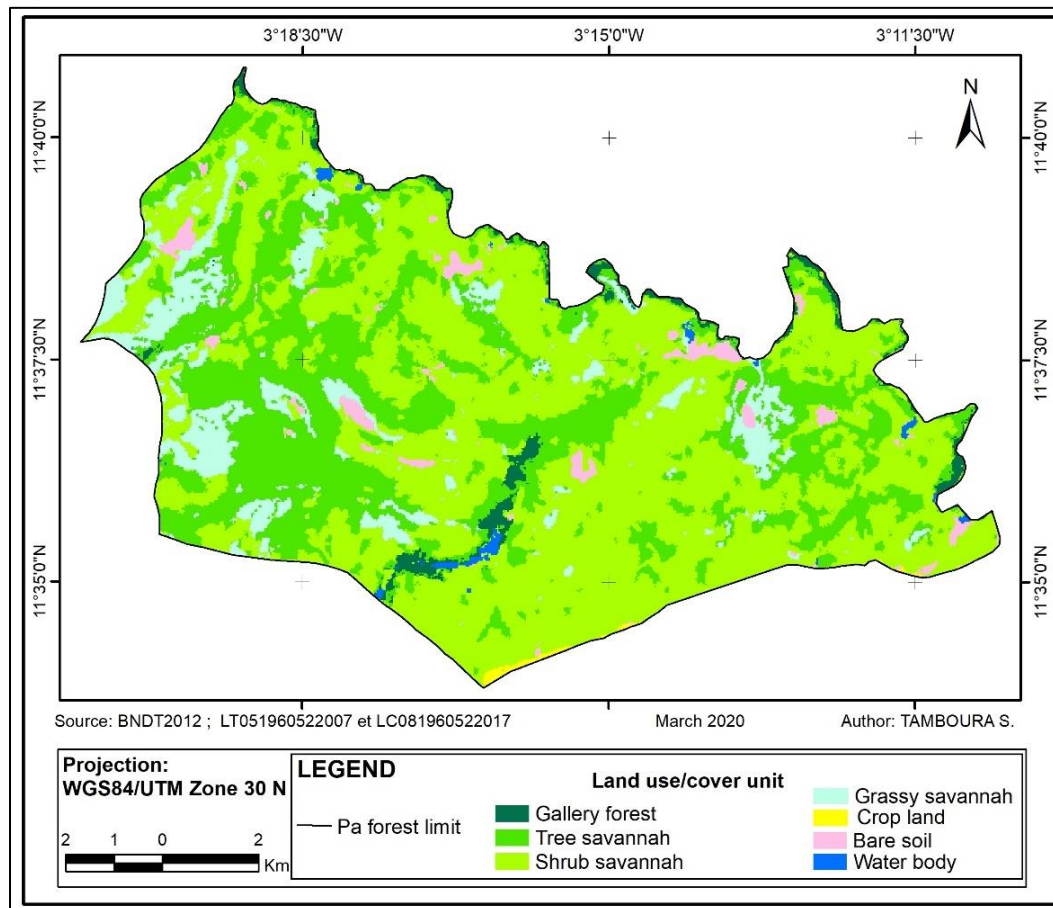 3°18'30"W 3°15'0"W 3°11'30"W
N
11°40'0"N 11°40'0"N
11°37'30"N 11°37'30"N
11°35'0"N 11°35'0"N
Source: BNDT2012 ; LT051960522007 et LC081960522017 March 2020 Author: TAMBOURA S.
Projection:
WGS84/UTM Zone 30 N
2 1 0 2
Km
LEGEND
Pa forest limit
Land use/cover unit
Gallery forest
Tree savannah
Shrub savannah
Grassy savannah
Crop land
Bare soil
Water body